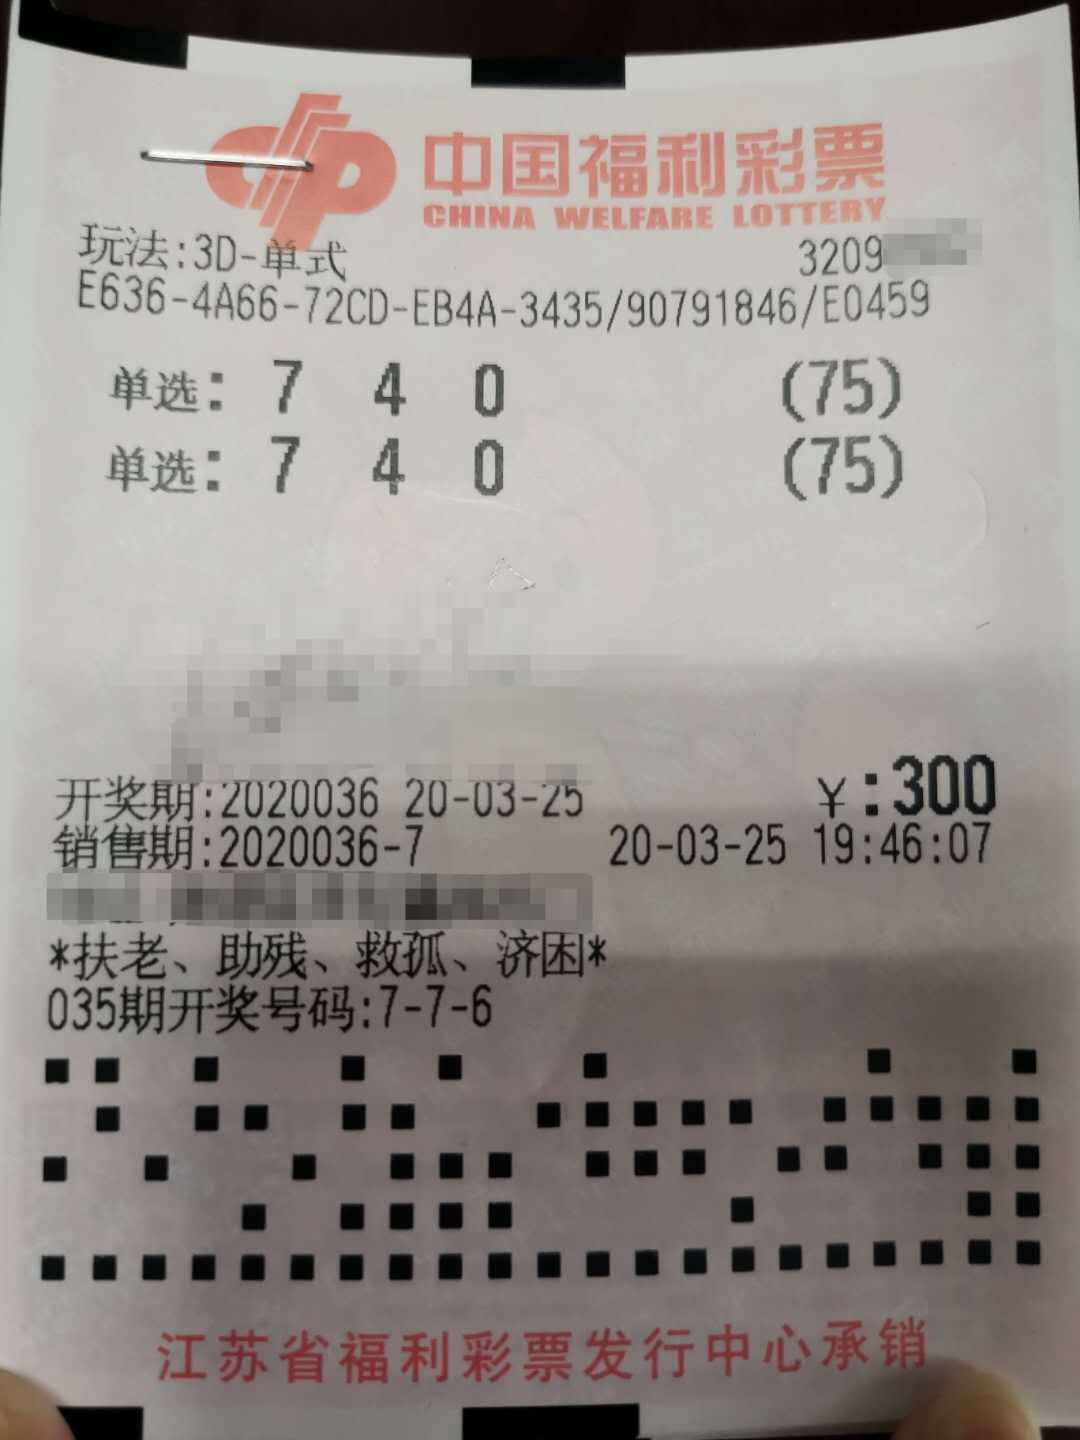 中国福利彩票
CHINA WELFARE LOTTERY
玩法:3D-单式 3209
E636-4A66-72CD-EB4A-3435/90791846/E0459
单选: 7 4 0 (75)
单选: 7 4 0 (75)
开奖期:2020036 20-03-25 ¥:300
销售期:2020036-7 20-03-25 19:46:07
*扶老、助残、救孤、济困*
035期开奖号码:7-7-6
江苏省福利彩票发行中心承销